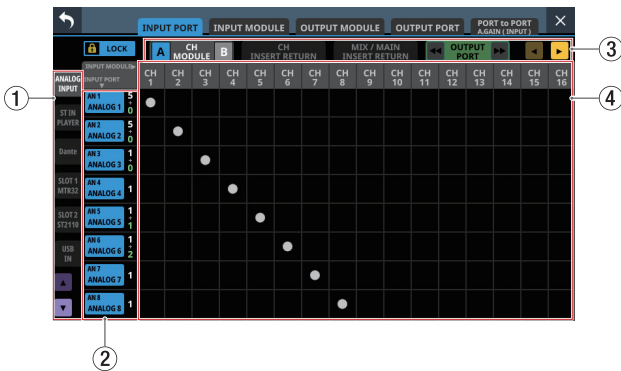 INPUT PORT INPUT MODULE OUTPUT MODULE OUTPUT PORT PORT to PORT
A.GAIN ( INPUT )
LOCK
A CH MODULE B
CH INSERT RETURN
MIX / MAIN INSERT RETURN
OUTPUT PORT
3
INPUT MODULE
INPUT PORT
CH 1 CH 2 CH 3 CH 4 CH 5 CH 6 CH 7 CH 8 CH 9 CH 10 CH 11 CH 12 CH 13 CH 14 CH 15 CH 16
4
1
ANALOG
INPUT
ST IN
PLAYER
Dante
SLOT 1
MTR32
SLOT 2
ST2110
USB
IN
AN 1
ANALOG 1 5 + 0
AN 2
ANALOG 2 5 + 0
AN 3
ANALOG 3 1 + 0
AN 4
ANALOG 4 1
AN 5
ANALOG 5 1 + 1
AN 6
ANALOG 6 1 + 2
AN 7
ANALOG 7 1
AN 8
ANALOG 8 1
2